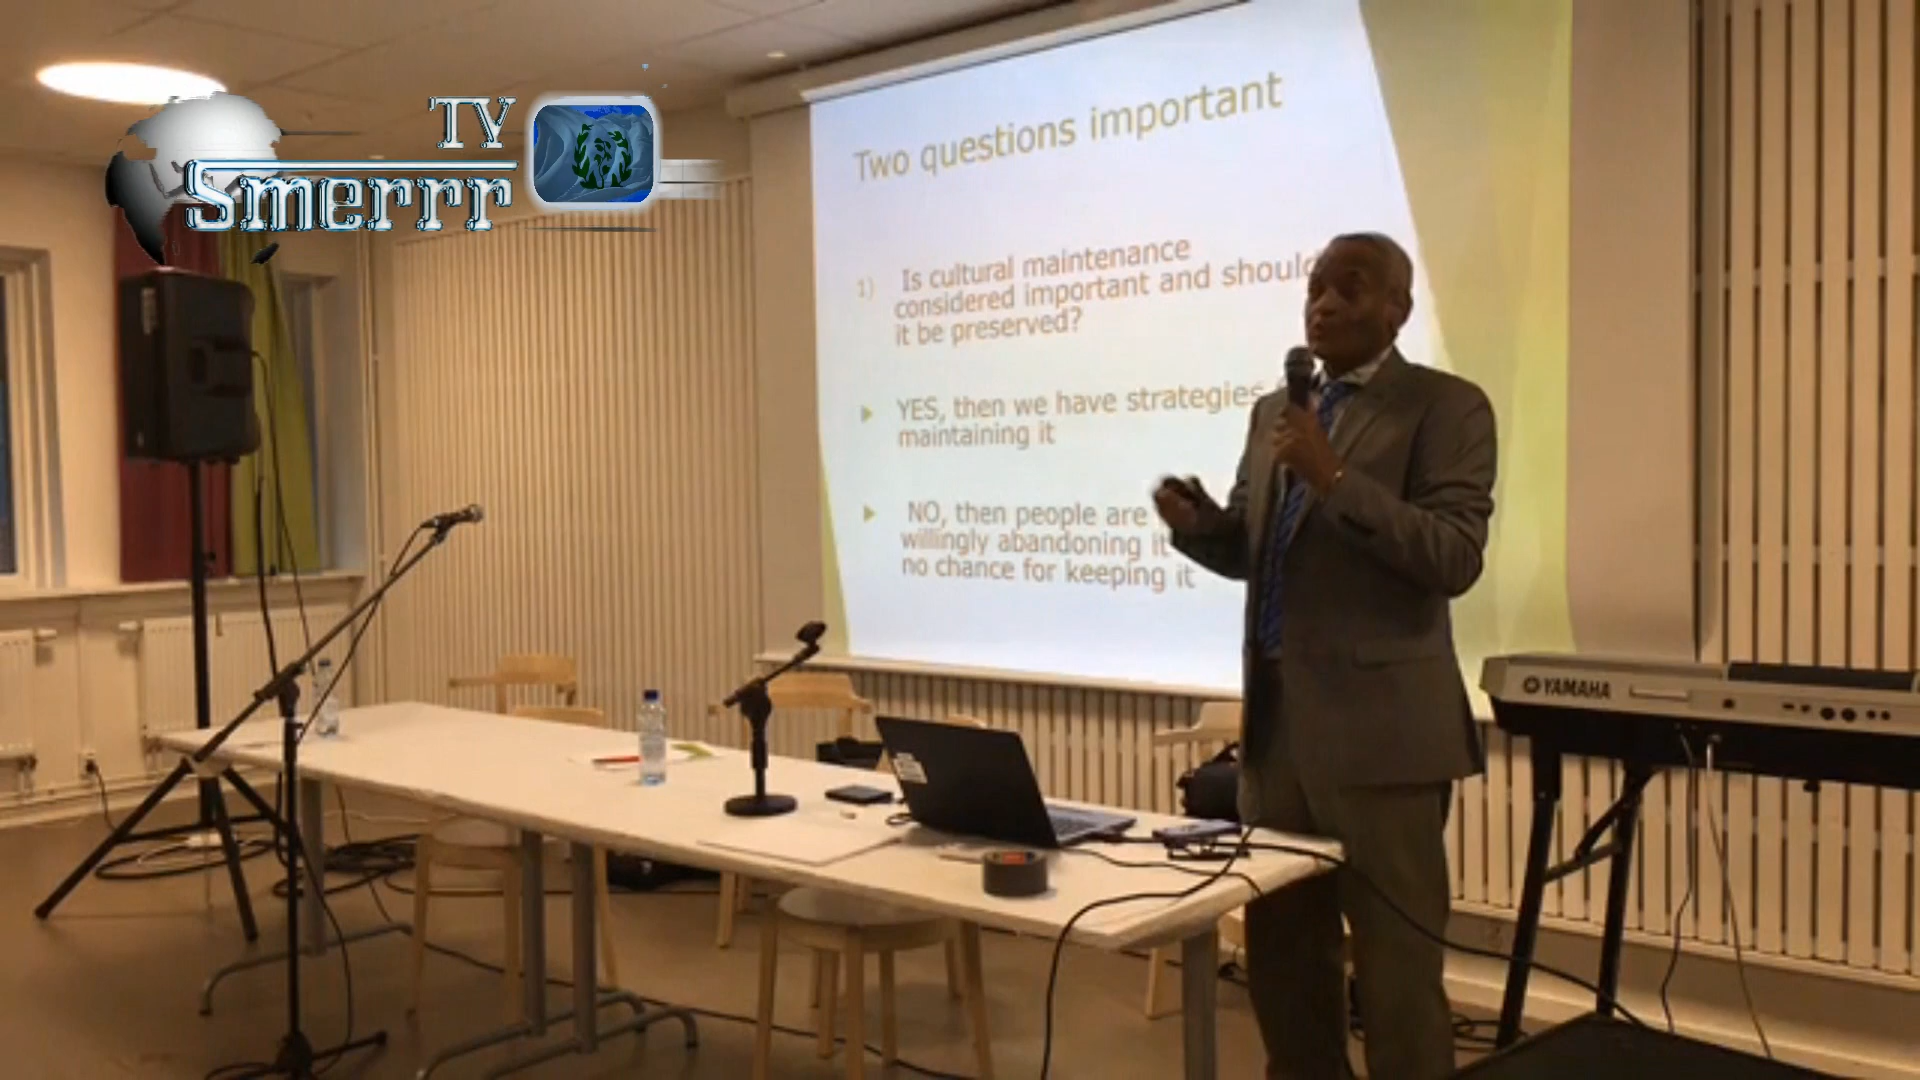 TV
Smerrr
Two questions important
1) Is cultural maintenance
considered important and should
it be preserved?
YES, then we have strategies
maintaining it
NO, then people are
willingly abandoning it
no chance for keeping it
YAMAHA